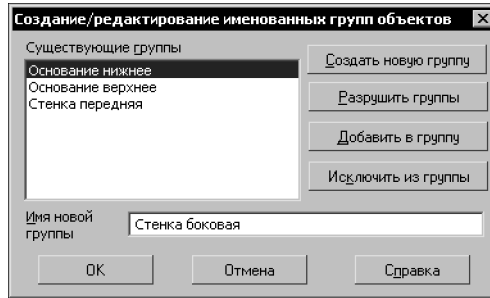 Создание/редактирование именованных групп объектов
Существующие группы
Основание нижнее
Основание верхнее
Стенка передняя
Создать новую группу
Разрушить группы
Добавить в группу
Исключить из группы
Имя новой
группы
Стенка боковая
OK
Отмена
Справка